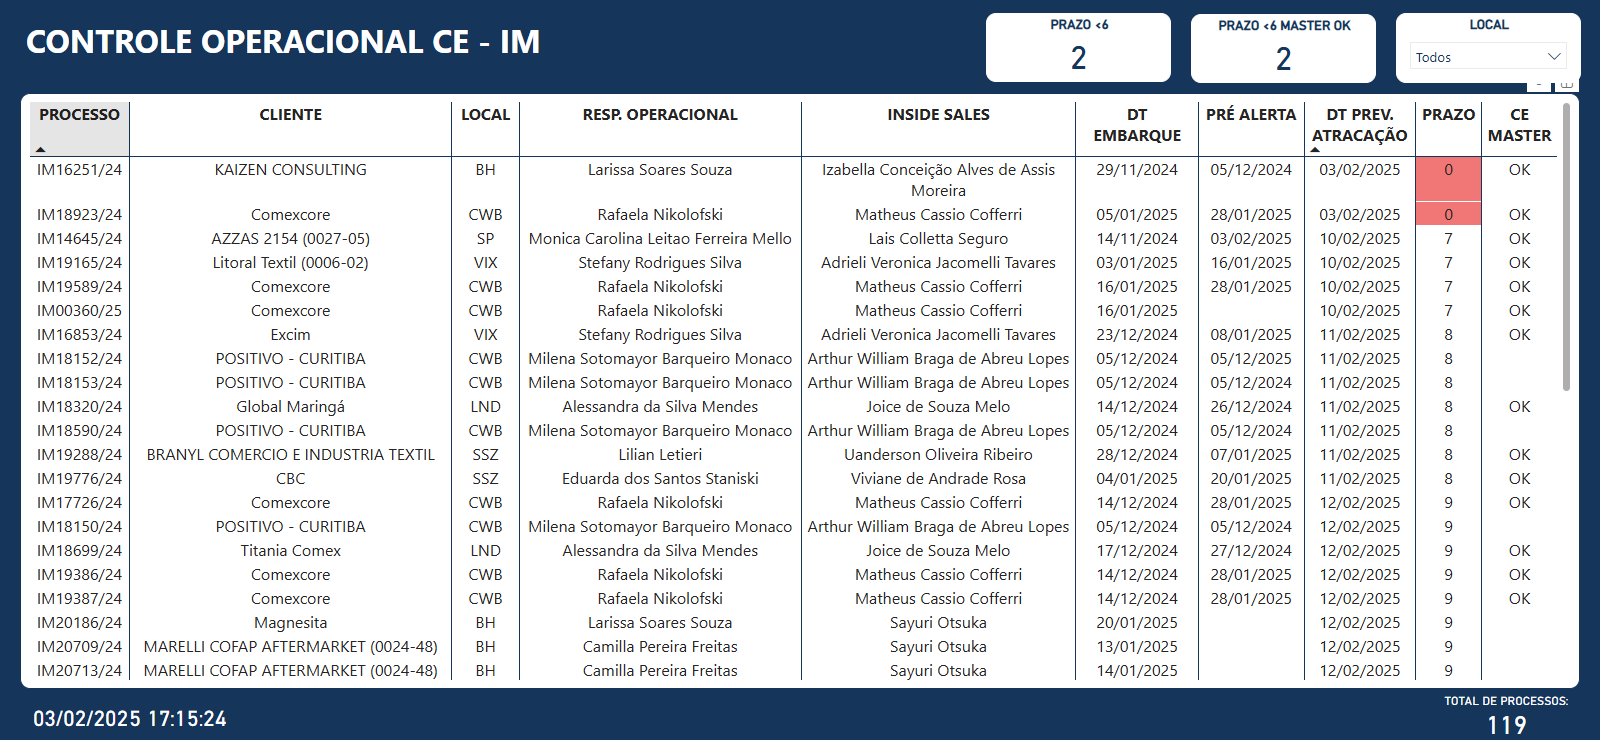 CONTROLE OPERACIONAL CE - IM
PRAZO <6
2
PRAZO <6 MASTER OK
2
LOCAL
Todos
PROCESSO CLIENTE LOCAL RESP. OPERACIONAL INSIDE SALES DT EMBARQUE PRÉ ALERTA DT PREV. ATRACAÇÃO PRAZO CE MASTER
IM16251/24 KAIZEN CONSULTING BH Larissa Soares Souza Izabella Conceição Alves de Assis Moreira 29/11/2024 05/12/2024 03/02/2025 0 OK
IM18923/24 Comexcore CWB Rafaela Nikolofski Matheus Cassio Cofferri 05/01/2025 28/01/2025 03/02/2025 0 OK
IM14645/24 AZZAS 2154 (0027-05) SP Monica Carolina Leitao Ferreira Mello Lais Colletta Seguro 14/11/2024 03/02/2025 10/02/2025 7 OK
IM19165/24 Litoral Textil (0006-02) VIX Stefany Rodrigues Silva Adrieli Veronica Jacomelli Tavares 03/01/2025 16/01/2025 10/02/2025 7 OK
IM19589/24 Comexcore CWB Rafaela Nikolofski Matheus Cassio Cofferri 16/01/2025 28/01/2025 10/02/2025 7 OK
IM00360/25 Comexcore CWB Rafaela Nikolofski Matheus Cassio Cofferri 16/01/2025 10/02/2025 7 OK
IM16853/24 Excim VIX Stefany Rodrigues Silva Adrieli Veronica Jacomelli Tavares 23/12/2024 08/01/2025 11/02/2025 8 OK
IM18152/24 POSITIVO - CURITIBA CWB Milena Sotomayor Barqueiro Monaco Arthur William Braga de Abreu Lopes 05/12/2024 05/12/2024 11/02/2025 8
IM18153/24 POSITIVO - CURITIBA CWB Milena Sotomayor Barqueiro Monaco Arthur William Braga de Abreu Lopes 05/12/2024 05/12/2024 11/02/2025 8
IM18320/24 Global Maringá LND Alessandra da Silva Mendes Joice de Souza Melo 14/12/2024 26/12/2024 11/02/2025 8 OK
IM18590/24 POSITIVO - CURITIBA CWB Milena Sotomayor Barqueiro Monaco Arthur William Braga de Abreu Lopes 05/12/2024 05/12/2024 11/02/2025 8
IM19288/24 BRANYL COMERCIO E INDUSTRIA TEXTIL SSZ Lilian Letieri Uanderson Oliveira Ribeiro 28/12/2024 07/01/2025 11/02/2025 8 OK
IM19776/24 CBC SSZ Eduarda dos Santos Staniski Viviane de Andrade Rosa 04/01/2025 20/01/2025 11/02/2025 8 OK
IM17726/24 Comexcore CWB Rafaela Nikolofski Matheus Cassio Cofferri 14/12/2024 28/01/2025 12/02/2025 9 OK
IM18150/24 POSITIVO - CURITIBA CWB Milena Sotomayor Barqueiro Monaco Arthur William Braga de Abreu Lopes 05/12/2024 05/12/2024 12/02/2025 9
IM18699/24 Titania Comex LND Alessandra da Silva Mendes Joice de Souza Melo 17/12/2024 27/12/2024 12/02/2025 9 OK
IM19386/24 Comexcore CWB Rafaela Nikolofski Matheus Cassio Cofferri 14/12/2024 28/01/2025 12/02/2025 9 OK
IM19387/24 Comexcore CWB Rafaela Nikolofski Matheus Cassio Cofferri 14/12/2024 28/01/2025 12/02/2025 9 OK
IM20186/24 Magnesita BH Larissa Soares Souza Sayuri Otsuka 20/01/2025 12/02/2025 9
IM20709/24 MARELLI COFAP AFTERMARKET (0024-48) BH Camilla Pereira Freitas Sayuri Otsuka 13/01/2025 12/02/2025 9
IM20713/24 MARELLI COFAP AFTERMARKET (0024-48) BH Camilla Pereira Freitas Sayuri Otsuka 14/01/2025 12/02/2025 9
03/02/2025 17:15:24
TOTAL DE PROCESSOS:
119